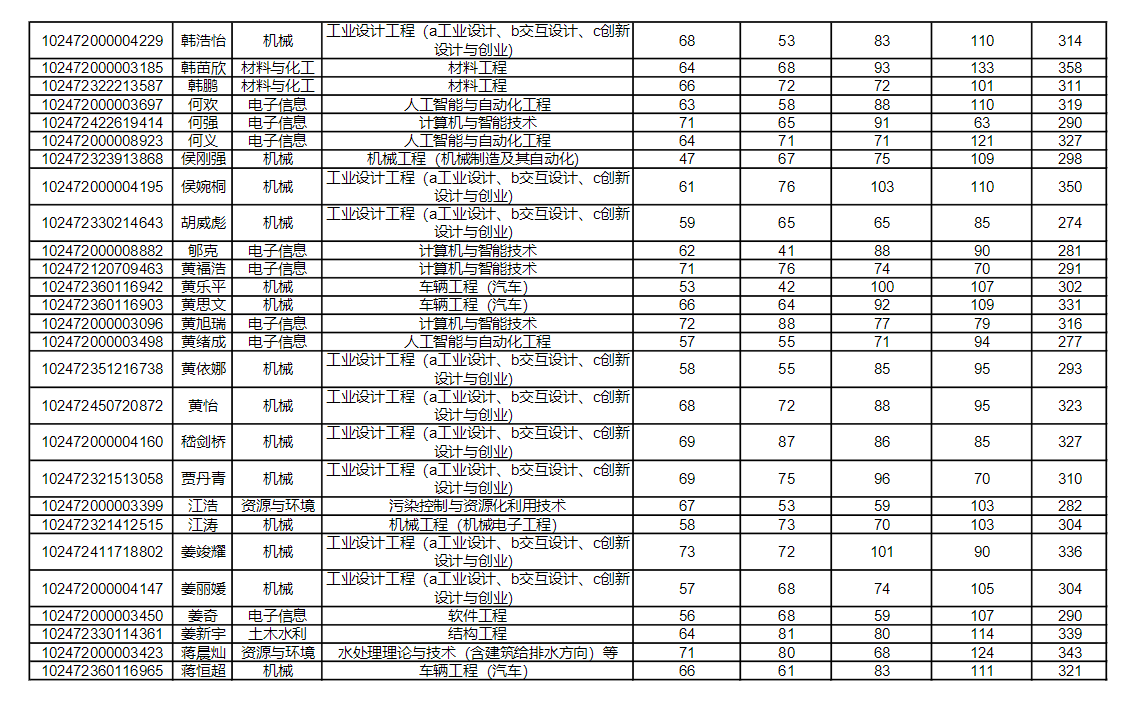 102472000004229 韩浩怡 机械 工业设计工程（a工业设计、b交互设计、c创新设计与创业） 68 53 83 110 314
102472000003185 韩苗欣 材料与化工 材料工程 64 68 93 133 358
102472322213587 韩鹏 材料与化工 材料工程 66 72 72 101 311
102472000003697 何欢 电子信息 人工智能与自动化工程 63 58 88 110 319
102472422619414 何强 电子信息 计算机与智能技术 71 65 91 63 290
102472000008923 何义 电子信息 人工智能与自动化工程 64 71 71 121 327
102472323913868 侯刚强 机械 机械工程（机械制造及其自动化） 47 67 75 109 298
102472000004195 侯婉桐 机械 工业设计工程（a工业设计、b交互设计、c创新设计与创业） 61 76 103 110 350
102472330214643 胡威彪 机械 工业设计工程（a工业设计、b交互设计、c创新设计与创业） 59 65 65 85 274
102472000008882 郇克 电子信息 计算机与智能技术 62 41 88 90 281
102472120709463 黄福浩 电子信息 计算机与智能技术 71 76 74 70 291
102472360116942 黄乐平 机械 车辆工程（汽车） 53 42 100 107 302
102472360116903 黄思文 机械 车辆工程（汽车） 66 64 92 109 331
102472000003096 黄旭瑞 电子信息 计算机与智能技术 72 88 77 79 316
102472000003498 黄绪成 电子信息 人工智能与自动化工程 57 55 71 94 277
102472351216738 黄依娜 机械 工业设计工程（a工业设计、b交互设计、c创新设计与创业） 58 55 85 95 293
102472450720872 黄怡 机械 工业设计工程（a工业设计、b交互设计、c创新设计与创业） 68 72 88 95 323
102472000004160 嵇剑桥 机械 工业设计工程（a工业设计、b交互设计、c创新设计与创业） 69 87 86 85 327
102472321513058 贾丹青 机械 工业设计工程（a工业设计、b交互设计、c创新设计与创业） 69 75 96 70 310
102472000003399 江浩 资源与环境 污染控制与资源化利用技术 67 53 59 103 282
102472321412515 江涛 机械 机械工程（机械电子工程） 58 73 70 103 304
102472411718802 姜竣耀 机械 工业设计工程（a工业设计、b交互设计、c创新设计与创业） 73 72 101 90 336
102472000004147 姜丽媛 机械 工业设计工程（a工业设计、b交互设计、c创新设计与创业） 57 68 74 105 304
102472000003450 姜奇 电子信息 软件工程 56 68 59 107 290
102472330114361 姜新宇 土木水利 结构工程 64 81 80 114 339
102472000003423 蒋晨灿 资源与环境 水处理理论与技术（含建筑给排水方向）等 71 80 68 124 343
102472360116965 蒋恒超 机械 车辆工程（汽车） 66 61 83 111 321